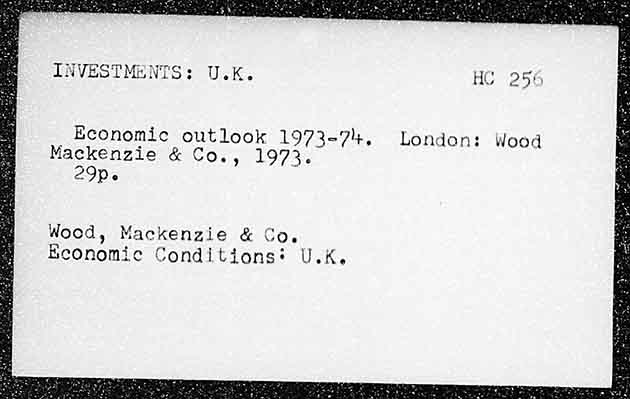 INVESTMENTS: U.K. HC 256
Economic outlook 1973-74. London: Wood
Mackenzie & Co., 1973.
29p.
Wood, Mackenzie & Co.
Economic Conditions: U.K.